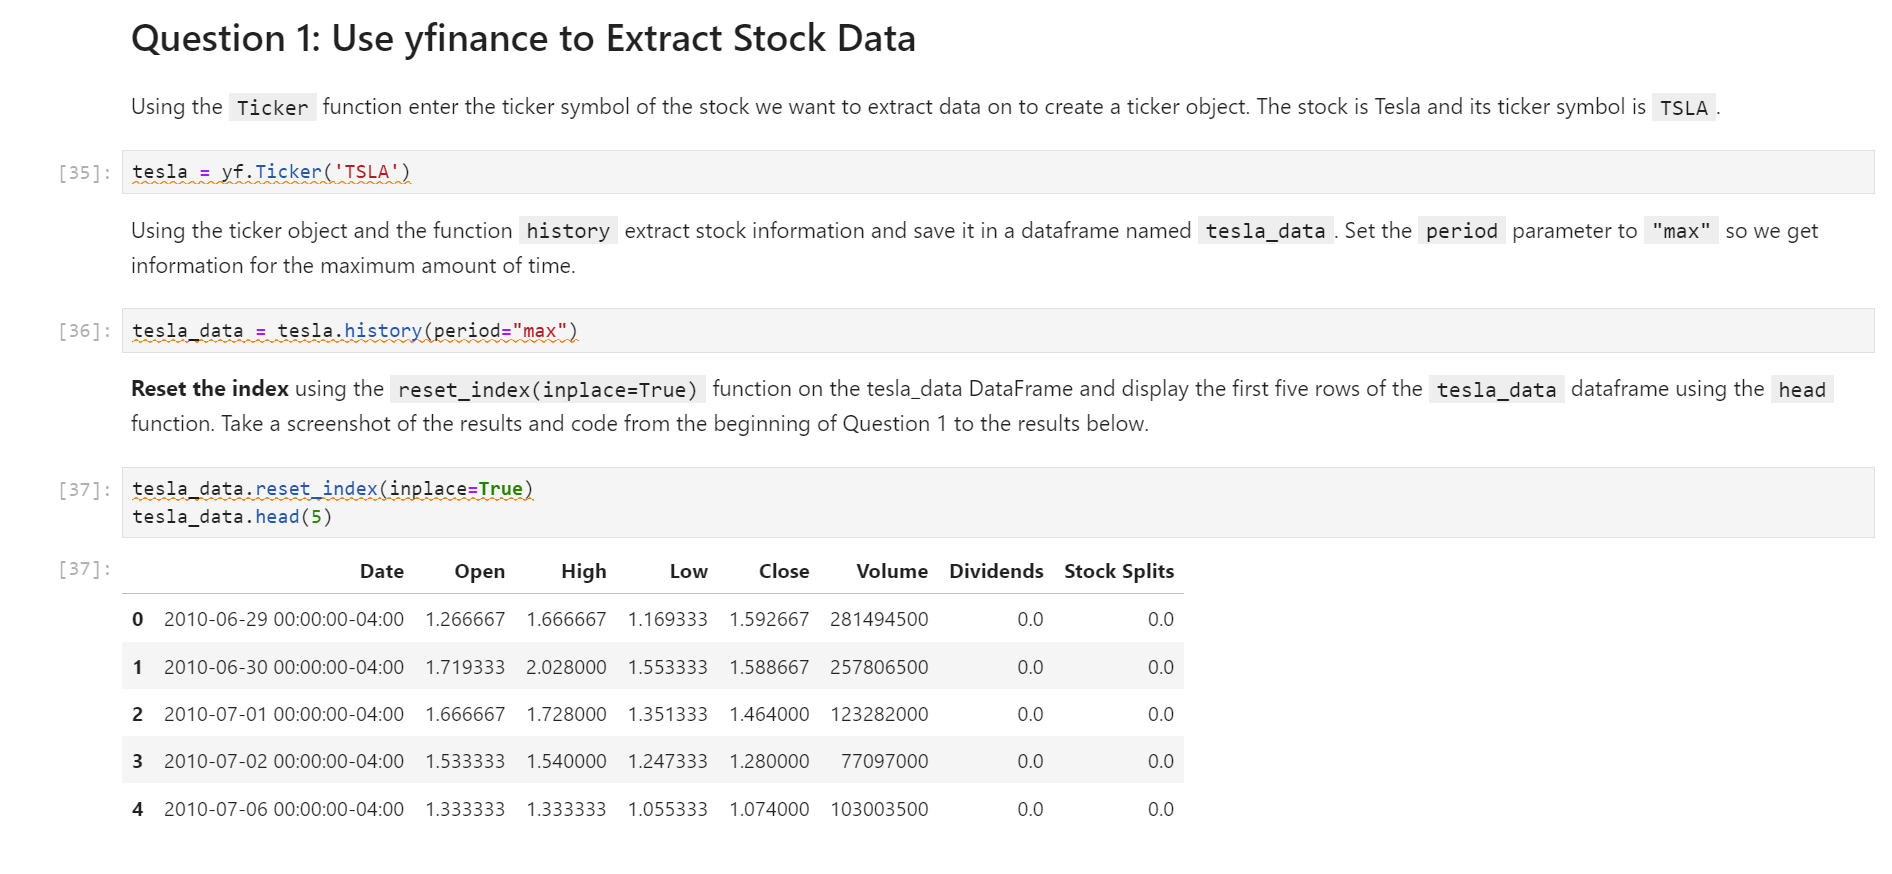 Question 1: Use yfinance to Extract Stock Data
Using the Ticker function enter the ticker symbol of the stock we want to extract data on to create a ticker object. The stock is Tesla and its ticker symbol is TSLA .
[35]: tesla = yf.Ticker('TSLA')
Using the ticker object and the function history extract stock information and save it in a dataframe named tesla_data . Set the period parameter to "max" so we get
information for the maximum amount of time.
[36]: tesla_data = tesla.history(period="max")
Reset the index using the reset_index(inplace=True) function on the tesla_data DataFrame and display the first five rows of the tesla_data dataframe using the head
function. Take a screenshot of the results and code from the beginning of Question 1 to the results below.
[37]: tesla_data.reset_index(inplace=True)
tesla_data.head(5)
[37]: Date Open High Low Close Volume Dividends Stock Splits
0 2010-06-29 00:00:00-04:00 1.266667 1.666667 1.169333 1.592667 281494500 0.0 0.0
1 2010-06-30 00:00:00-04:00 1.719333 2.028000 1.553333 1.588667 257806500 0.0 0.0
2 2010-07-01 00:00:00-04:00 1.666667 1.728000 1.351333 1.464000 123282000 0.0 0.0
3 2010-07-02 00:00:00-04:00 1.533333 1.540000 1.247333 1.280000 77097000 0.0 0.0
4 2010-07-06 00:00:00-04:00 1.333333 1.333333 1.055333 1.074000 103003500 0.0 0.0